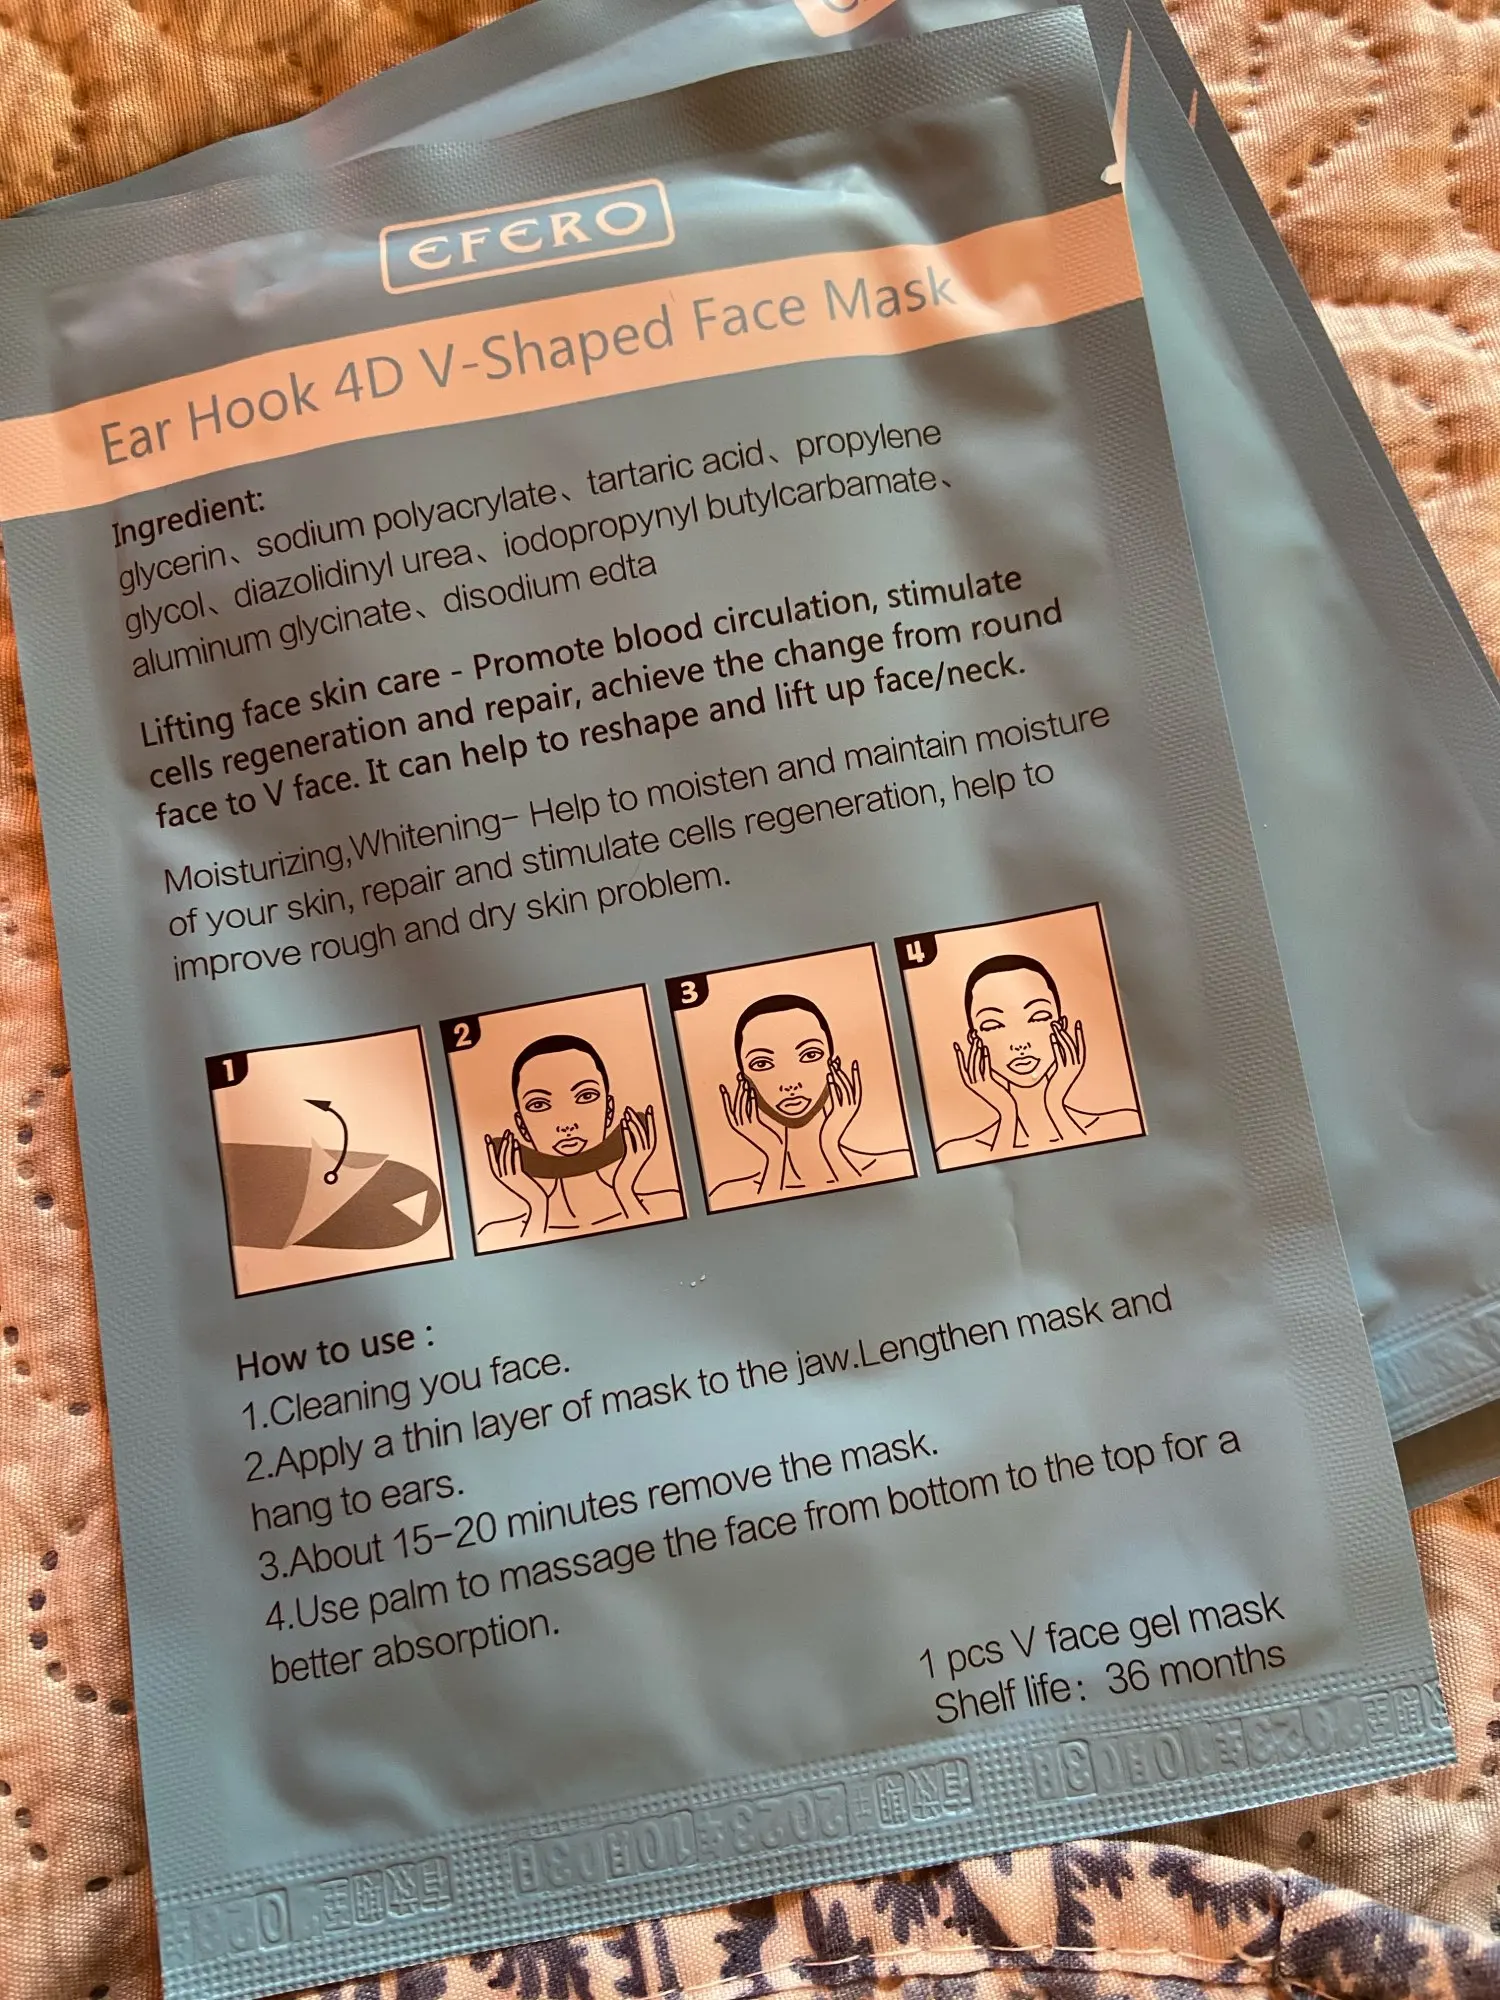 EFERO
Ear Hook 4D V-Shaped Face Mask
Ingredient:
glycerin、sodium polyacrylate、tartaric acid、propylene
glycol、diazolidinyl urea、iodopropynyl butylcarbamate、
aluminum glycinate、disodium edta
Lifting face skin care - Promote blood circulation, stimulate
cells regeneration and repair, achieve the change from round
face to V face. It can help to reshape and lift up face/neck.
Moisturizing,Whitening- Help to moisten and maintain moisture
of your skin, repair and stimulate cells regeneration, help to
improve rough and dry skin problem.
1
2
3
4
How to use :
1.Cleaning you face.
2.Apply a thin layer of mask to the jaw.Lengthen mask and
hang to ears.
3.About 15-20 minutes remove the mask.
4.Use palm to massage the face from bottom to the top for a
better absorption.
1 pcs V face gel mask
Shelf life: 36 months